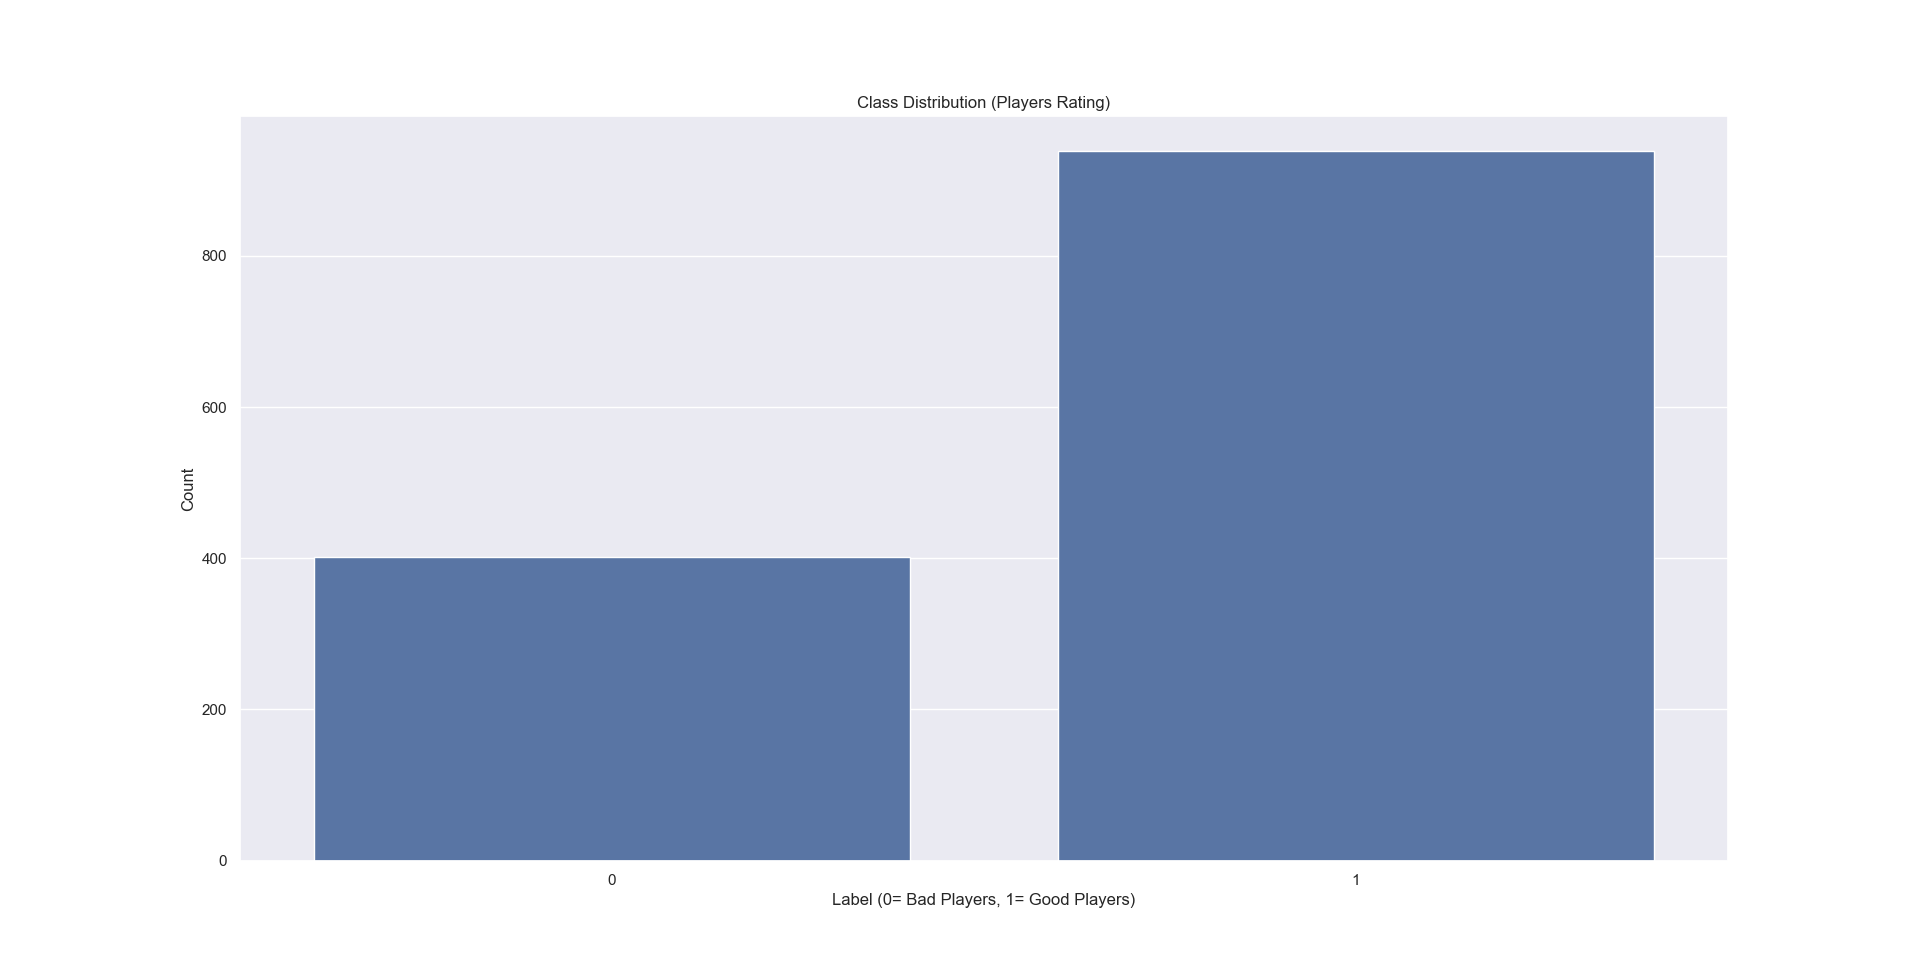 Class Distribution (Players Rating)
800
600
400
200
0
Count
0
1
Label (0= Bad Players, 1= Good Players)